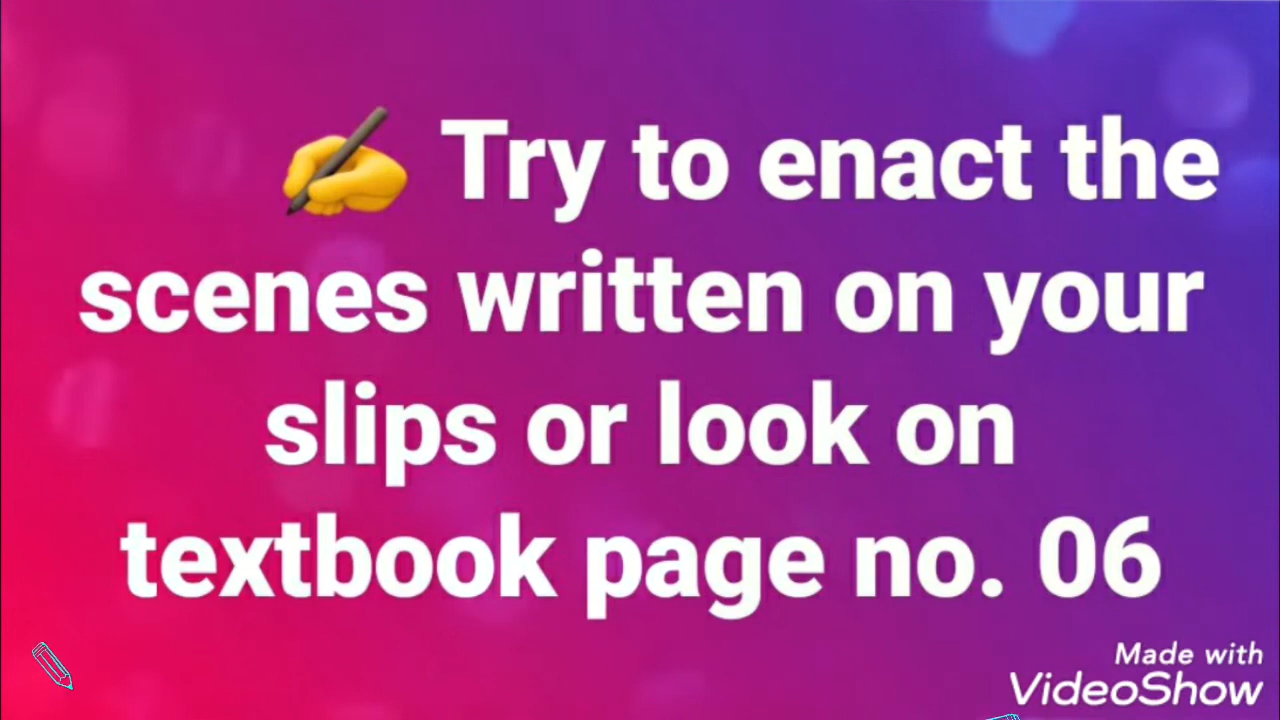 ✍ Try to enact the
scenes written on your
slips or look on
textbook page no. 06
Made with
VideoShow